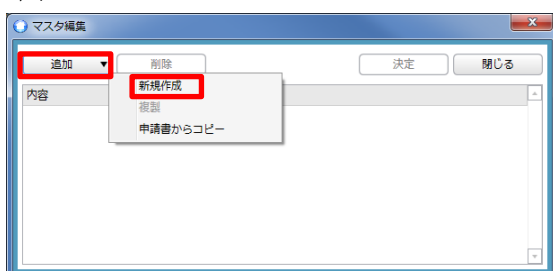 マスタ編集
追加 ▼ 削除 決定 閉じる
内容
新規作成
複製
申請書からコピー